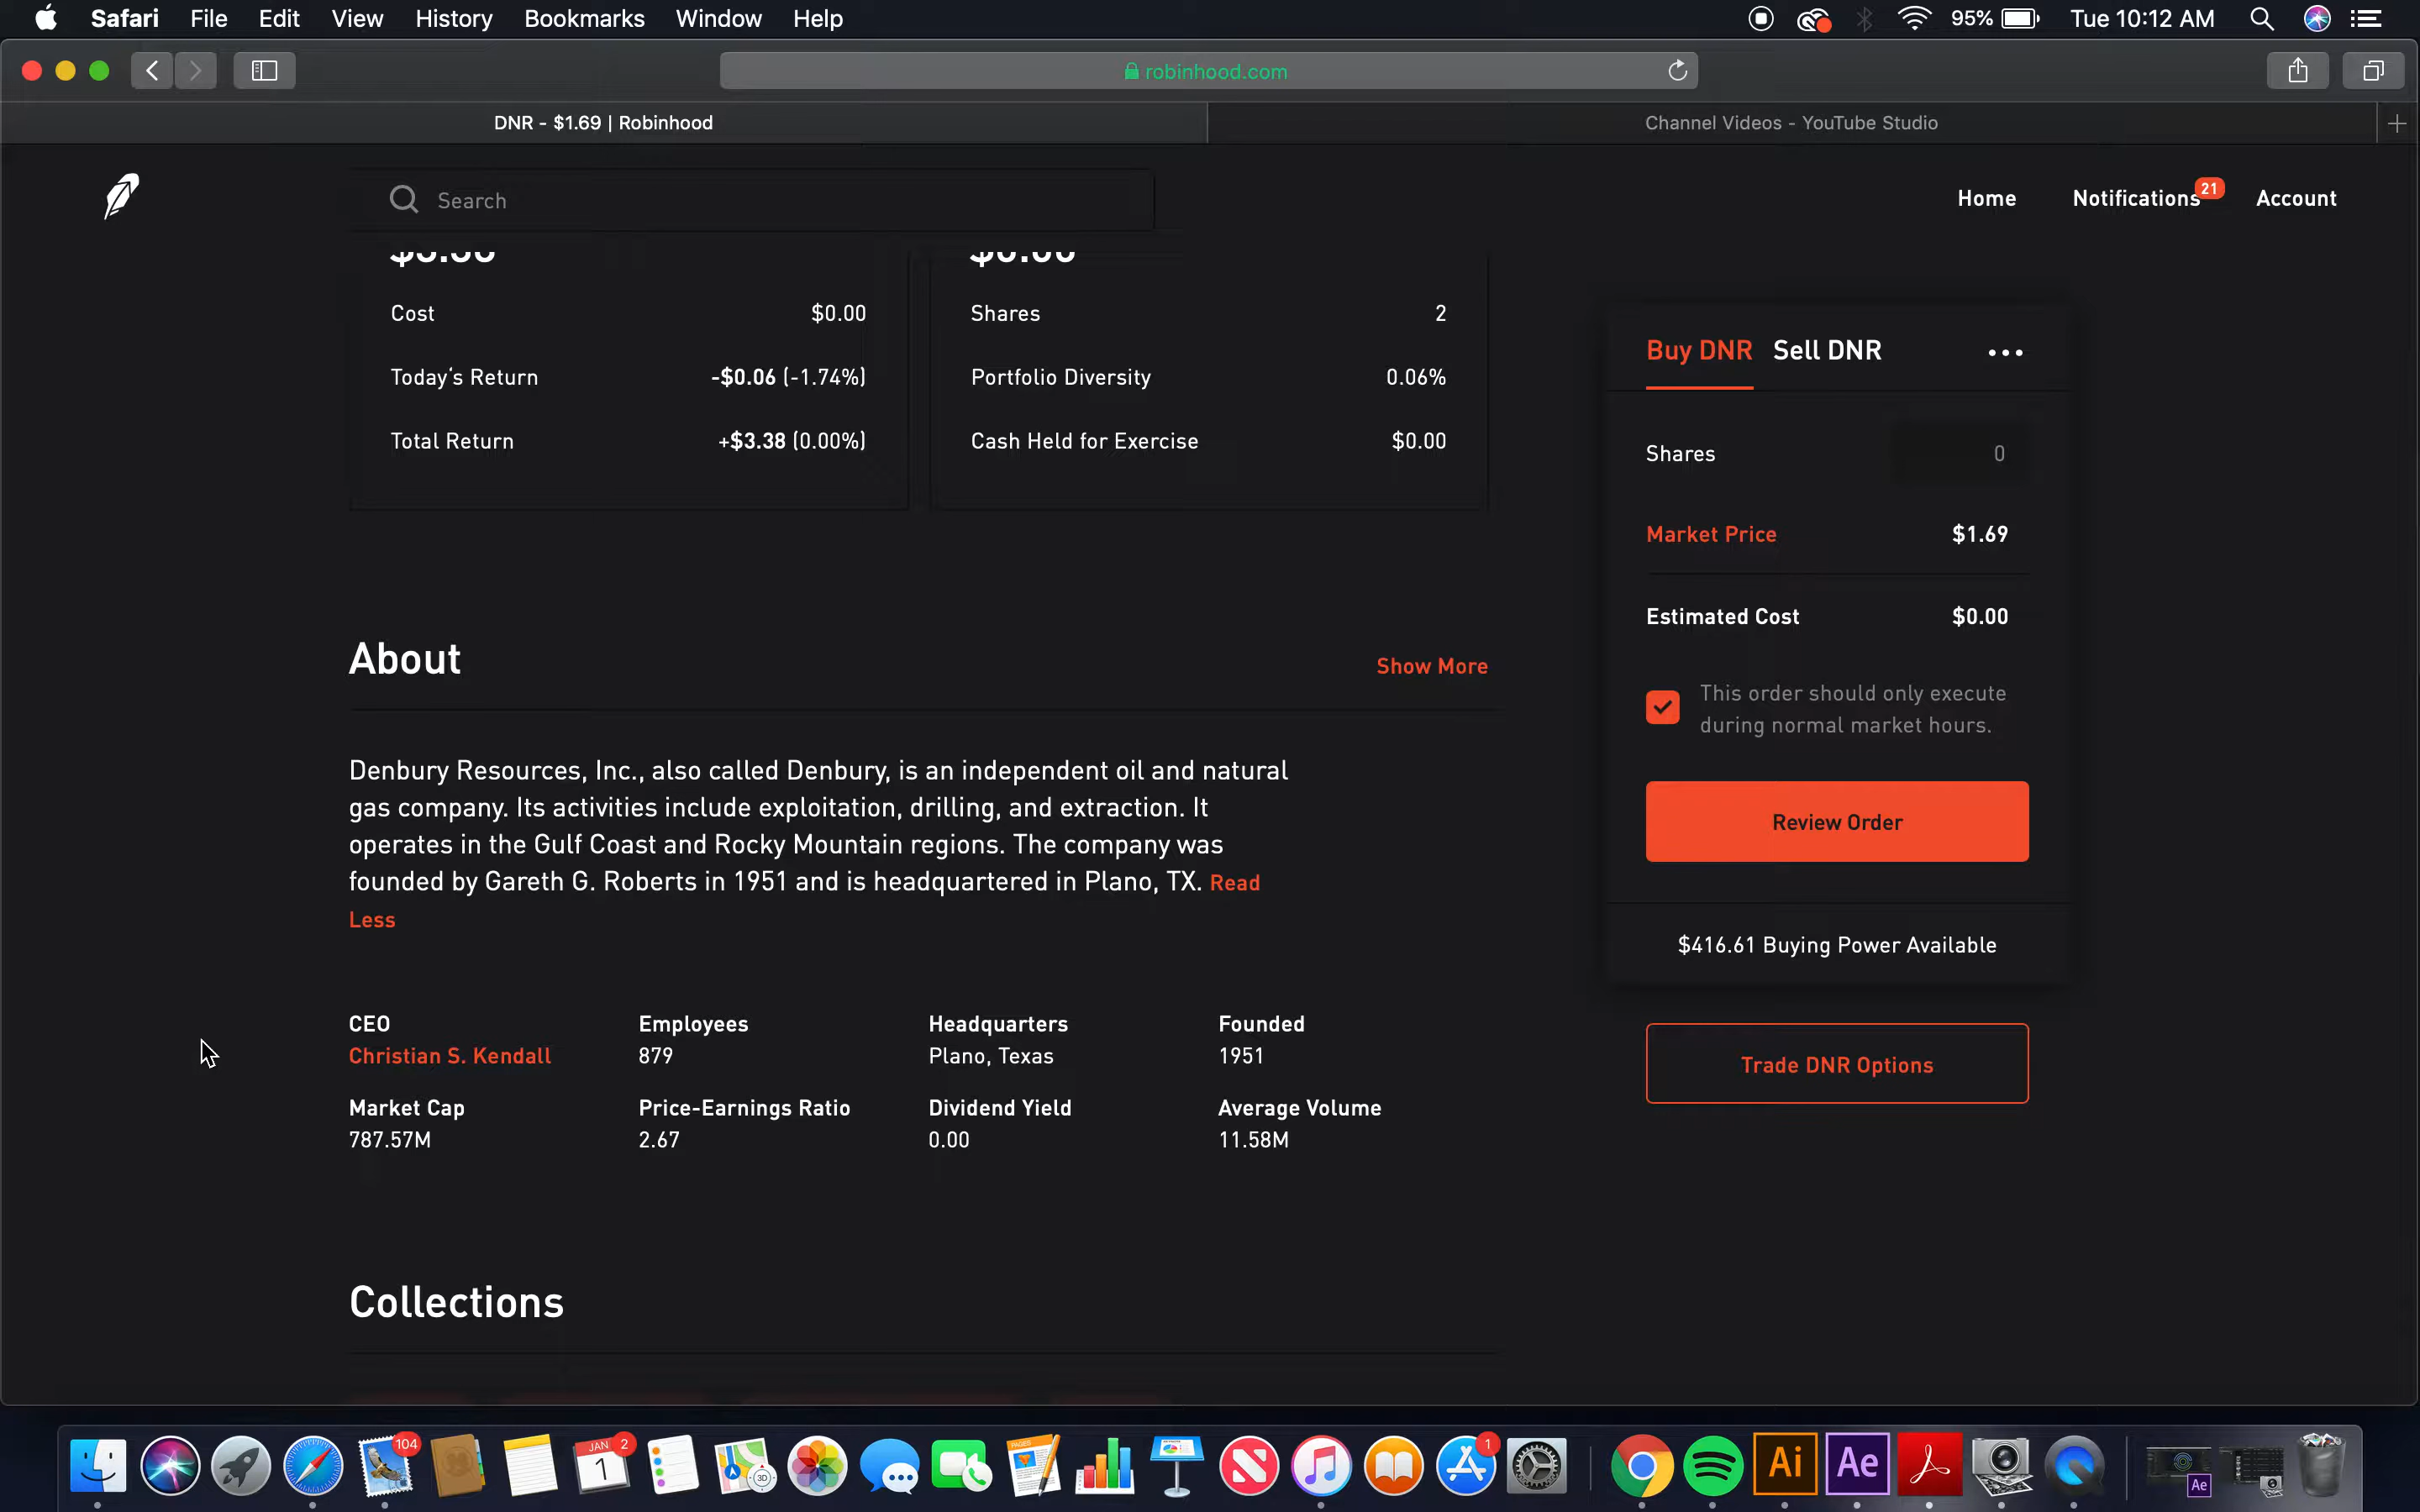 Safari File Edit View History Bookmarks Window Help 95% Tue 10:12 AM
robinhood.com
DNR - $1.69 | Robinhood
Channel Videos - YouTube Studio
Search
Home Notifications 21 Account
Cost $0.00
Today's Return -$0.06 (-1.74%)
Total Return +$3.38 (0.00%)
Shares 2
Portfolio Diversity 0.06%
Cash Held for Exercise $0.00
Buy DNR Sell DNR
Shares 0
Market Price $1.69
Estimated Cost $0.00
This order should only execute
during normal market hours.
Review Order
$416.61 Buying Power Available
Trade DNR Options
About Show More
Denbury Resources, Inc., also called Denbury, is an independent oil and natural
gas company. Its activities include exploitation, drilling, and extraction. It
operates in the Gulf Coast and Rocky Mountain regions. The company was
founded by Gareth G. Roberts in 1951 and is headquartered in Plano, TX. Read
Less
CEO Employees Headquarters Founded
Christian S. Kendall 879 Plano, Texas 1951
Market Cap Price-Earnings Ratio Dividend Yield Average Volume
787.57M 2.67 0.00 11.58M
Collections
104 JAN 2 1 3D PAGES 1 Ai Ae Ae